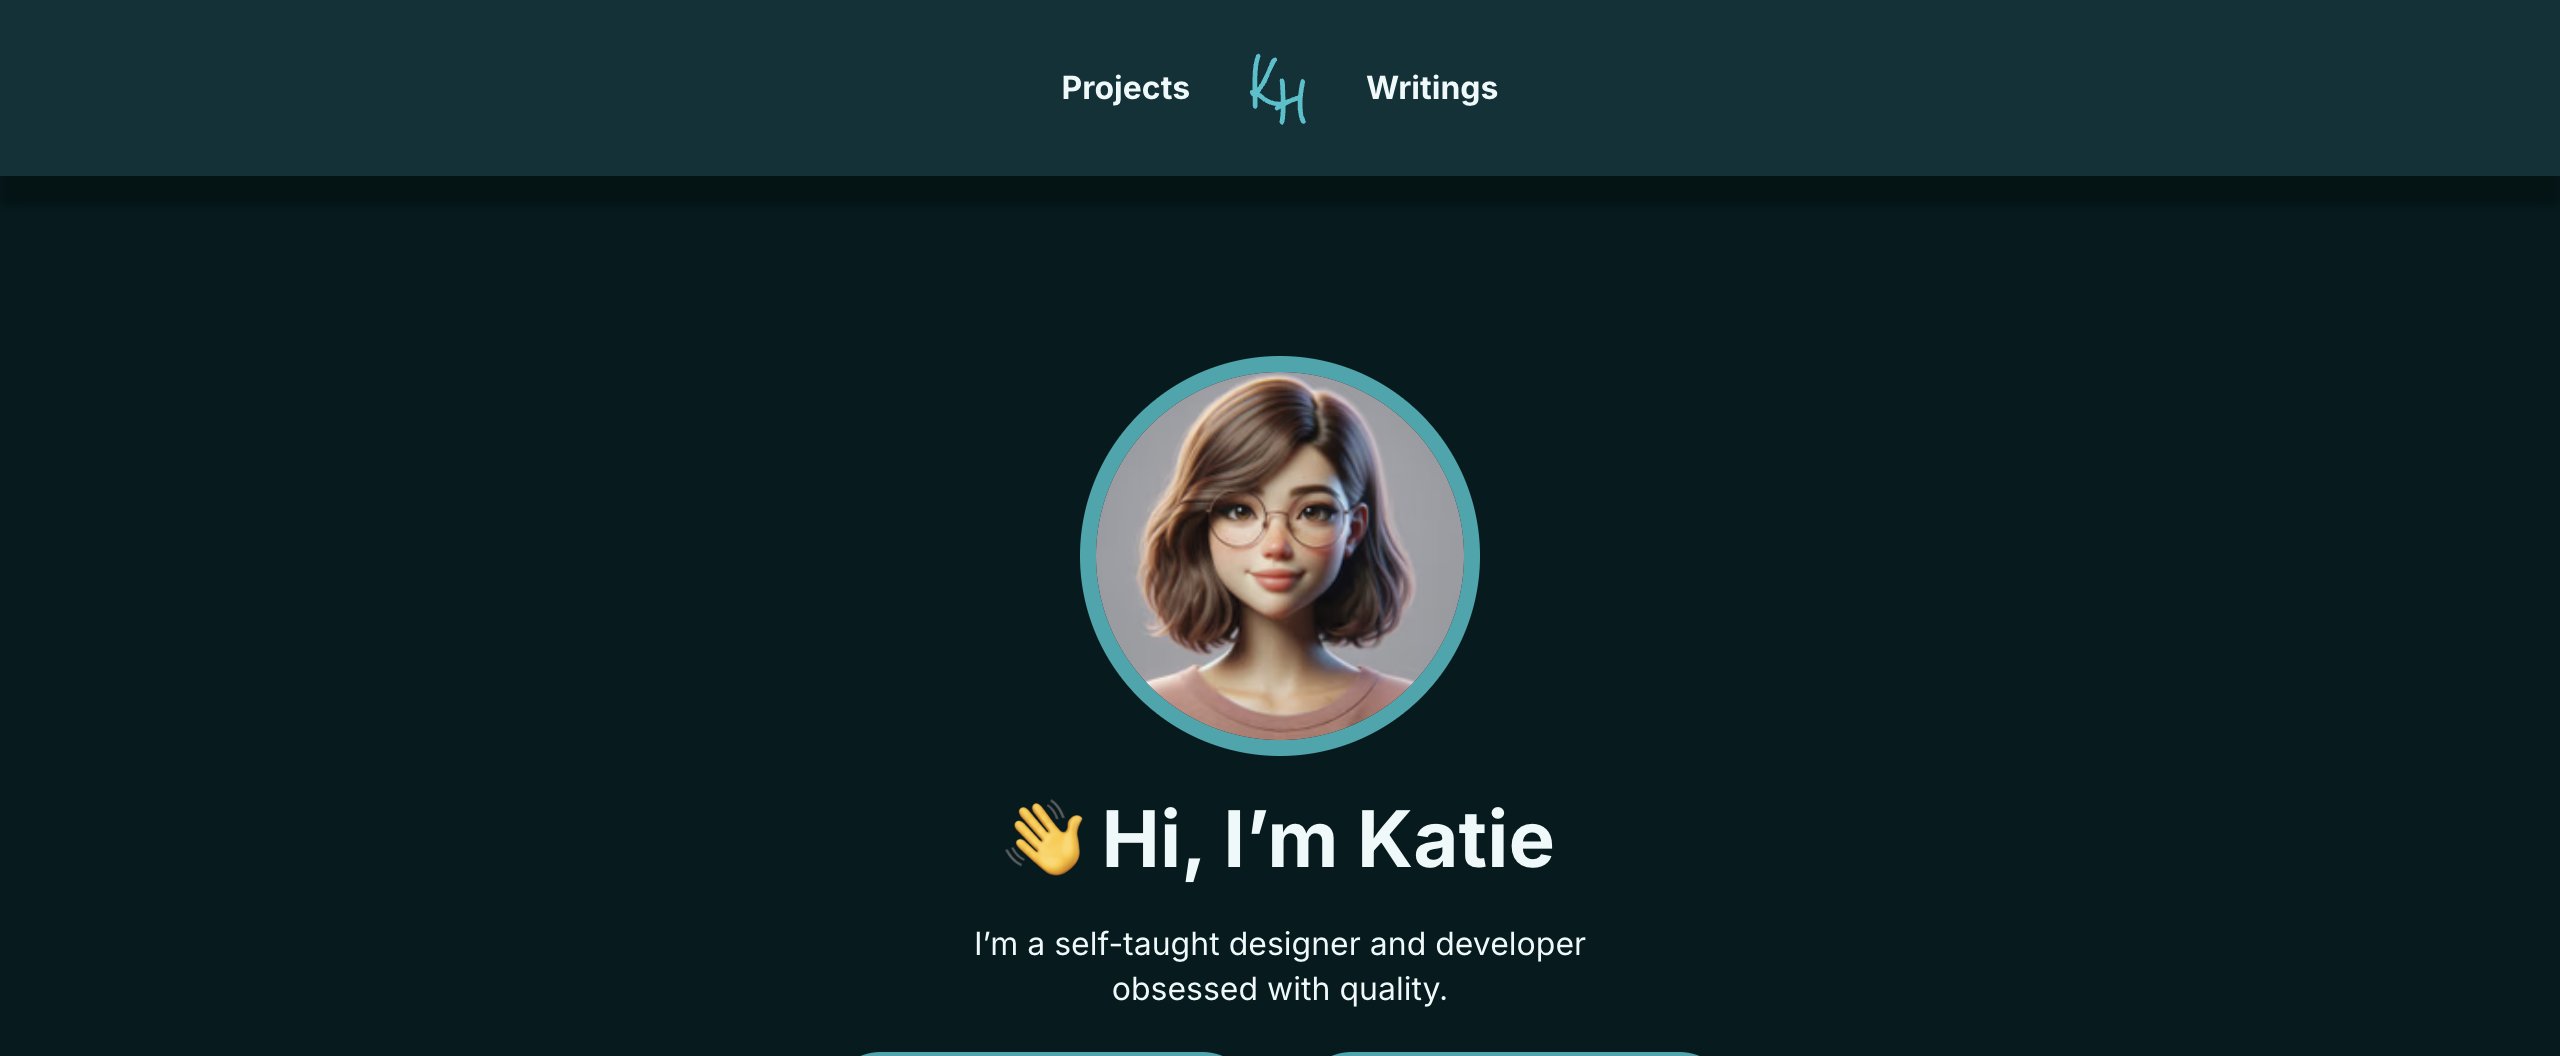 Projects KH Writings
👋 Hi, I’m Katie
I’m a self-taught designer and developer
obsessed with quality.